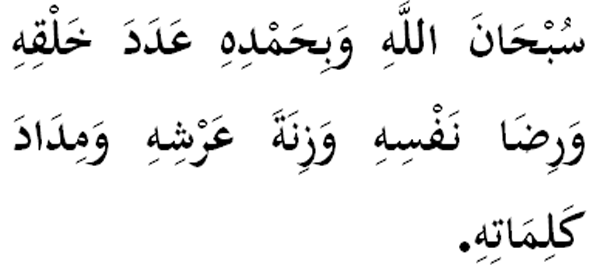 سُبْحَانَ اللَّهِ وَبِحَمْدِهِ عَدَدَ خَلْقِهِ
وَرِضَا نَفْسِهِ وَزِنَةَ عَرْشِهِ وَمِدَادَ
كَلِمَاتِهِ.